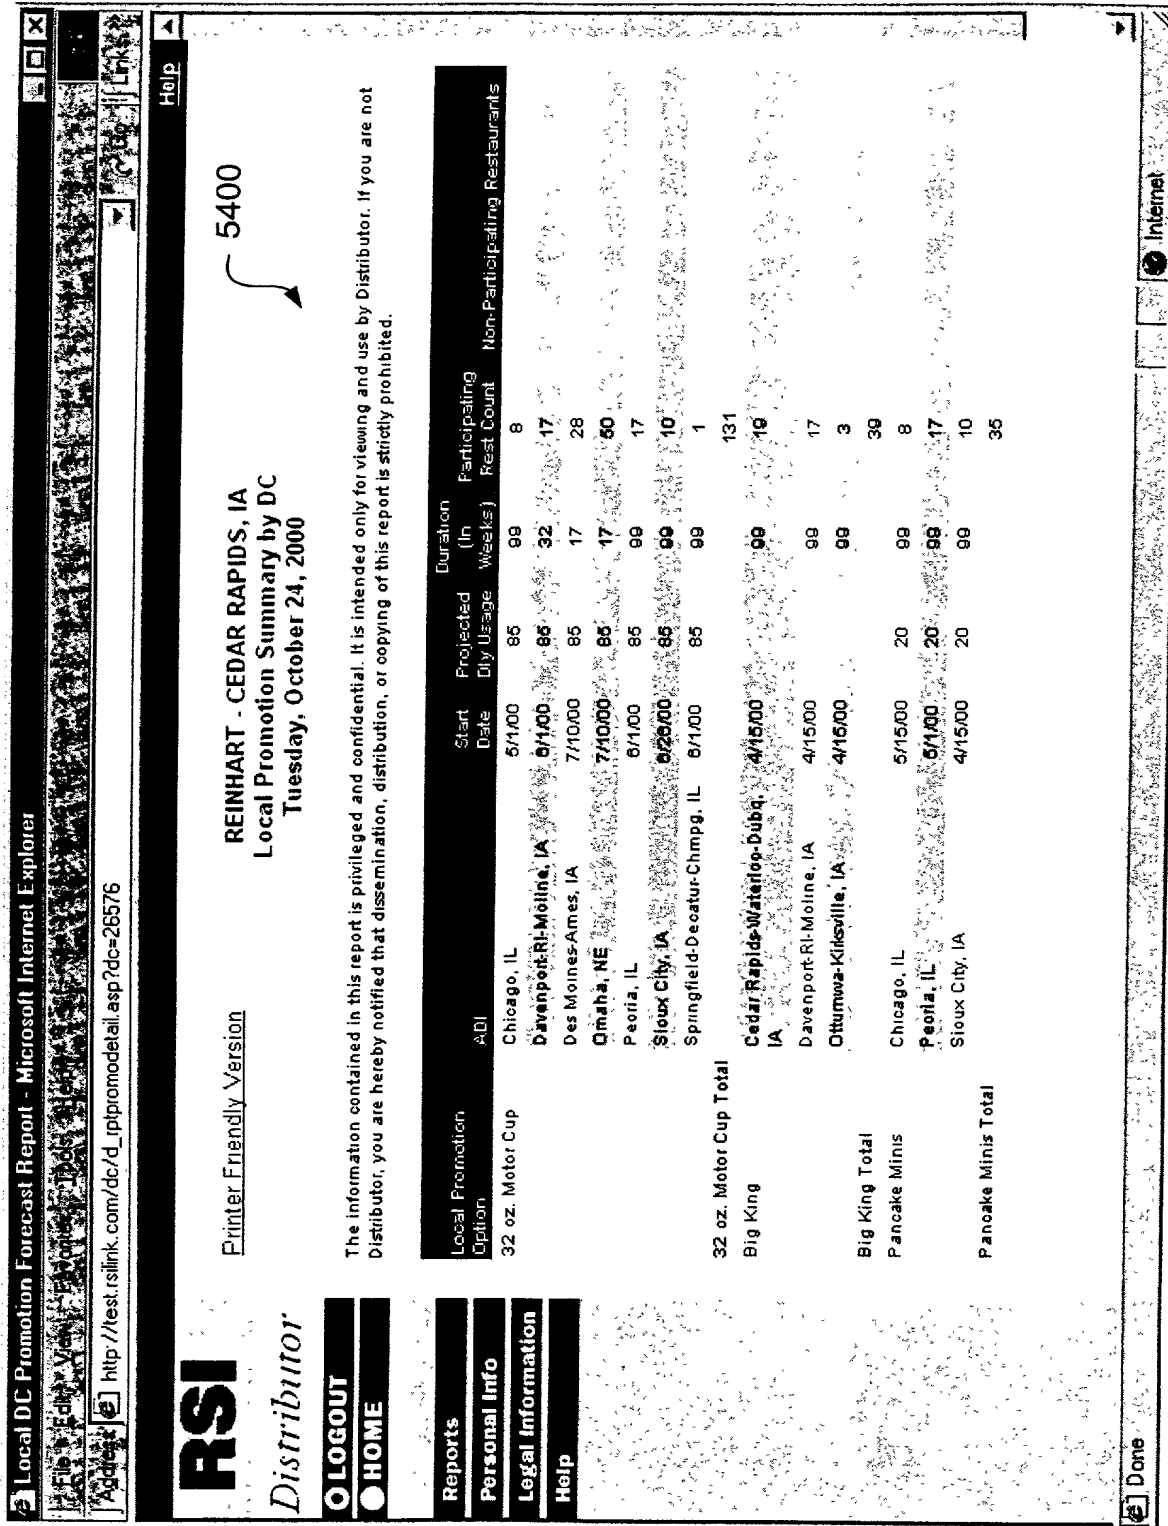 Local DC Promotion Forecast Report - Microsoft Internet Explorer
File Edit View Favorites Tools Help
Address http://test.rsilink.com/dc/d_rptpromodetail.asp?dc=26576 Go Links
Help
RSI
Distributor
LOGOUT
HOME
Reports
Personal Info
Legal Information
Help
Printer Friendly Version
REINHART - CEDAR RAPIDS, IA
Local Promotion Summary by DC
Tuesday, October 24, 2000
5400
The information contained in this report is privileged and confidential. It is intended only for viewing and use by Distributor. If you are not
Distributor, you are hereby notified that dissemination, distribution, or copying of this report is strictly prohibited.
Local Promotion Option ADI Start Date Projected Dly Usage Duration (In Weeks) Participating Rest Count Non-Participating Restaurants
32 oz. Motor Cup Chicago, IL 5/1/00 85 99 8
Davenport-RI-Moline, IA 6/1/00 85 32 17
Des Moines-Ames, IA 7/10/00 85 17 28
Omaha, NE 7/10/00 85 17 50
Peoria, IL 6/1/00 85 99 17
Sioux City, IA 6/26/00 85 99 10
Springfield-Decatur-Chmpg, IL 6/1/00 85 99 1
32 oz. Motor Cup Total 131
Big King Cedar Rapids-Waterloo-Dubq, 4/15/00 99 19
IA
Davenport-RI-Moline, IA 4/15/00 99 17
Ottumwa-Kirksville, IA 4/15/00 99 3
Big King Total 39
Pancake Minis Chicago, IL 5/15/00 20 99 8
Peoria, IL 5/1/00 20 99 17
Sioux City, IA 4/15/00 20 99 10
Pancake Minis Total 35
Done Internet